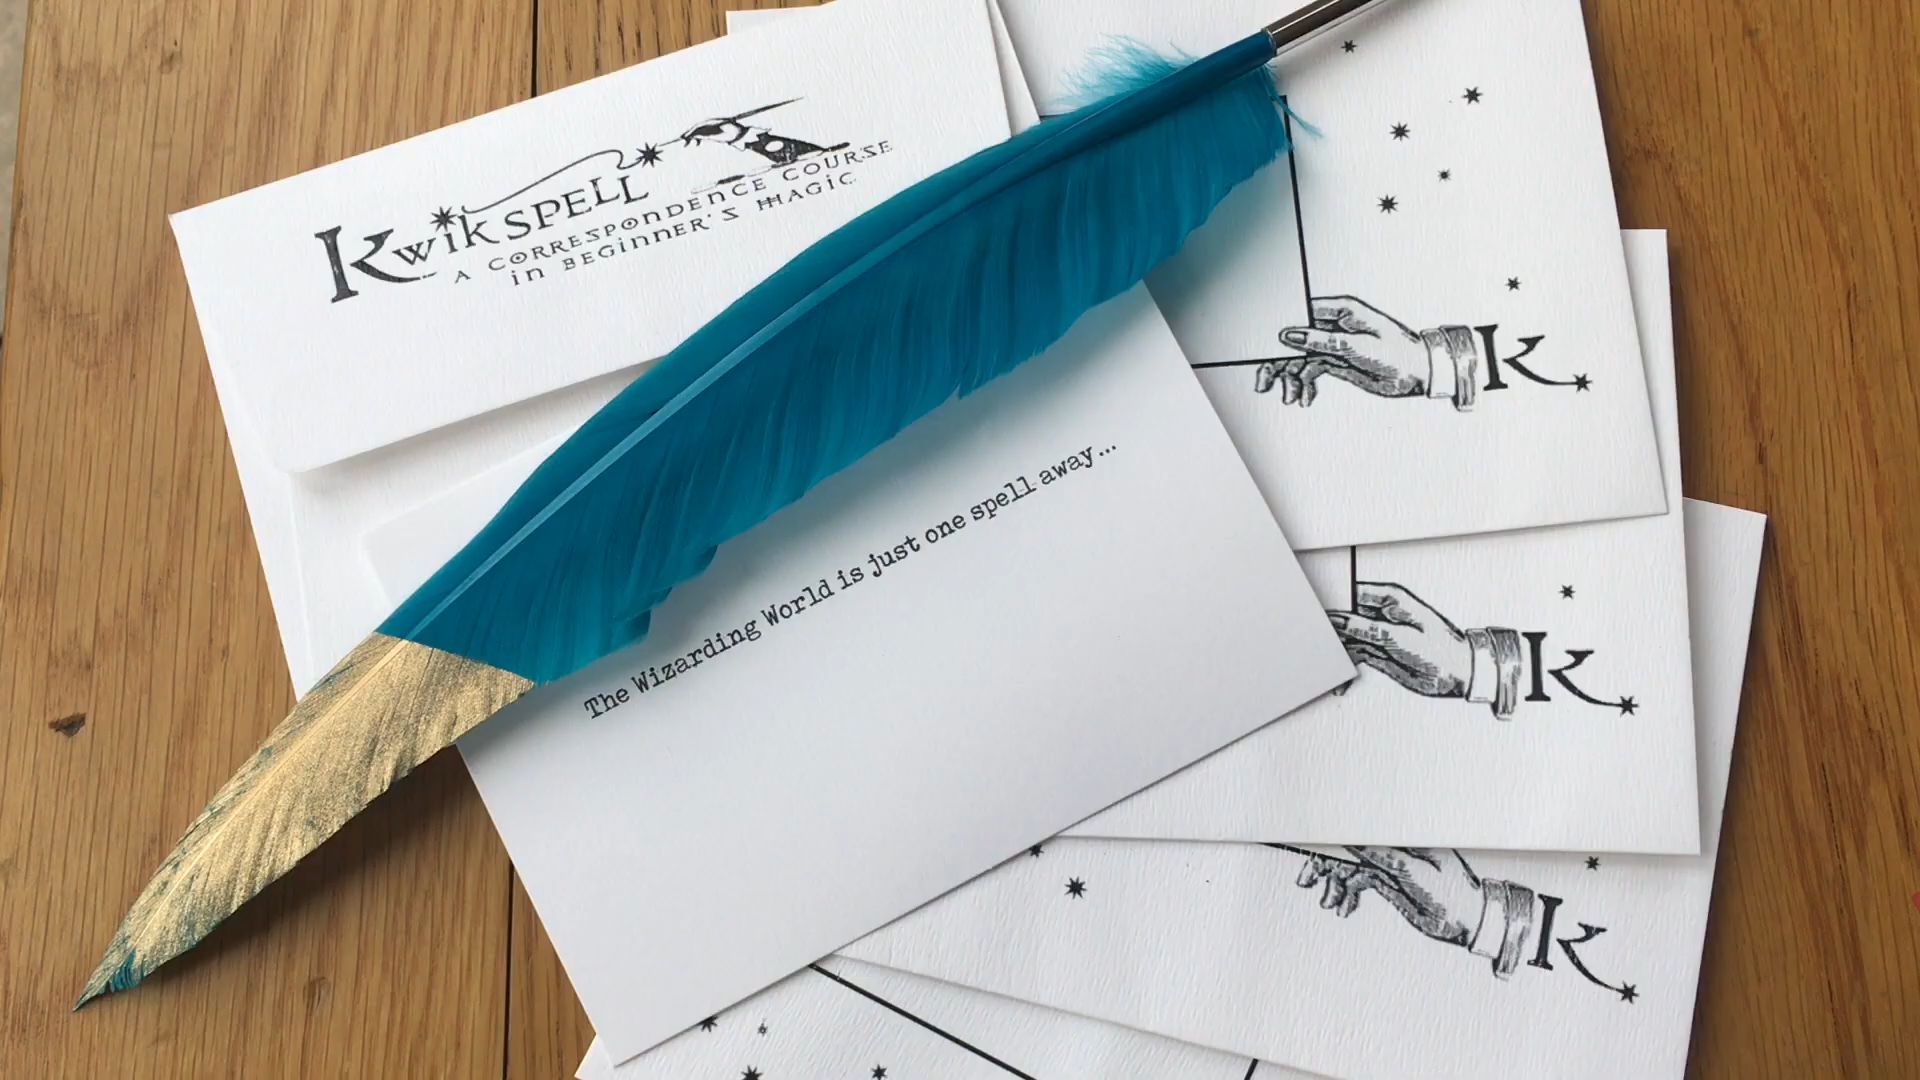 KwikSPELL
A CORRESPONDENCE COURSE
in BEGINNER'S MAGIC
The Wizarding World is just one spell away...
K
K
K